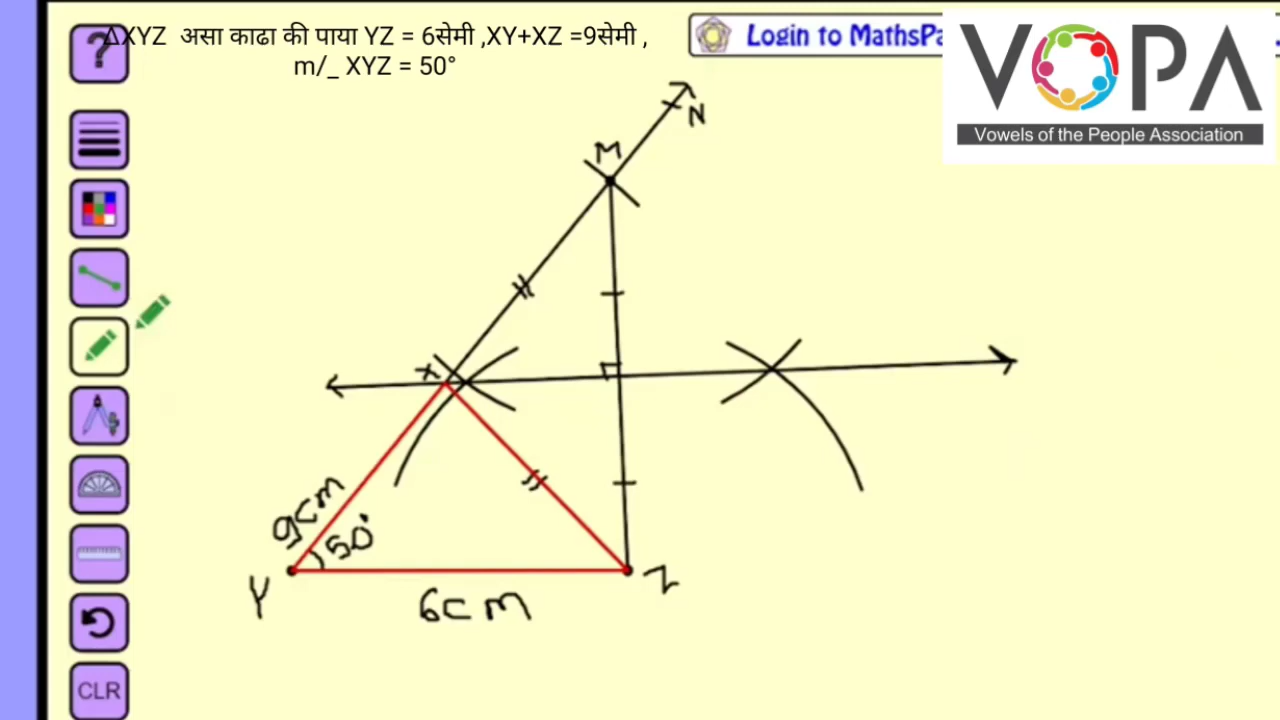 ΔXYZ असा काढा की पाया YZ = 6सेमी ,XY+XZ =9सेमी ,
m/_ XYZ = 50°
?
Login to MathsPa
VOPA
Vowels of the People Association
N
M
X
9cm
50°
Y
Z
6cm
CLR